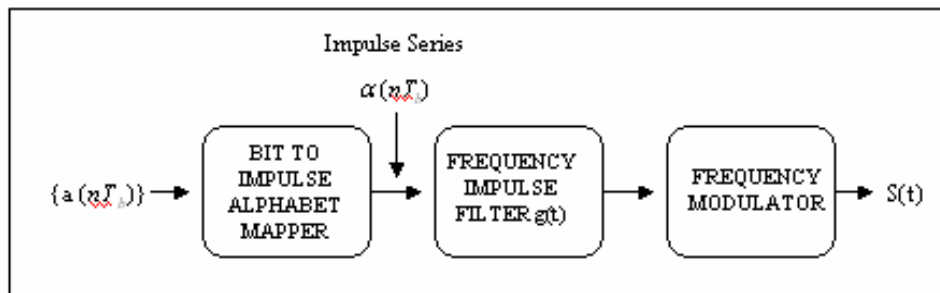 Impulse Series
α(nT_b)
{a(nT_b)}
BIT TO
IMPULSE
ALPHABET
MAPPER
FREQUENCY
IMPULSE
FILTER g(t)
FREQUENCY
MODULATOR
S(t)